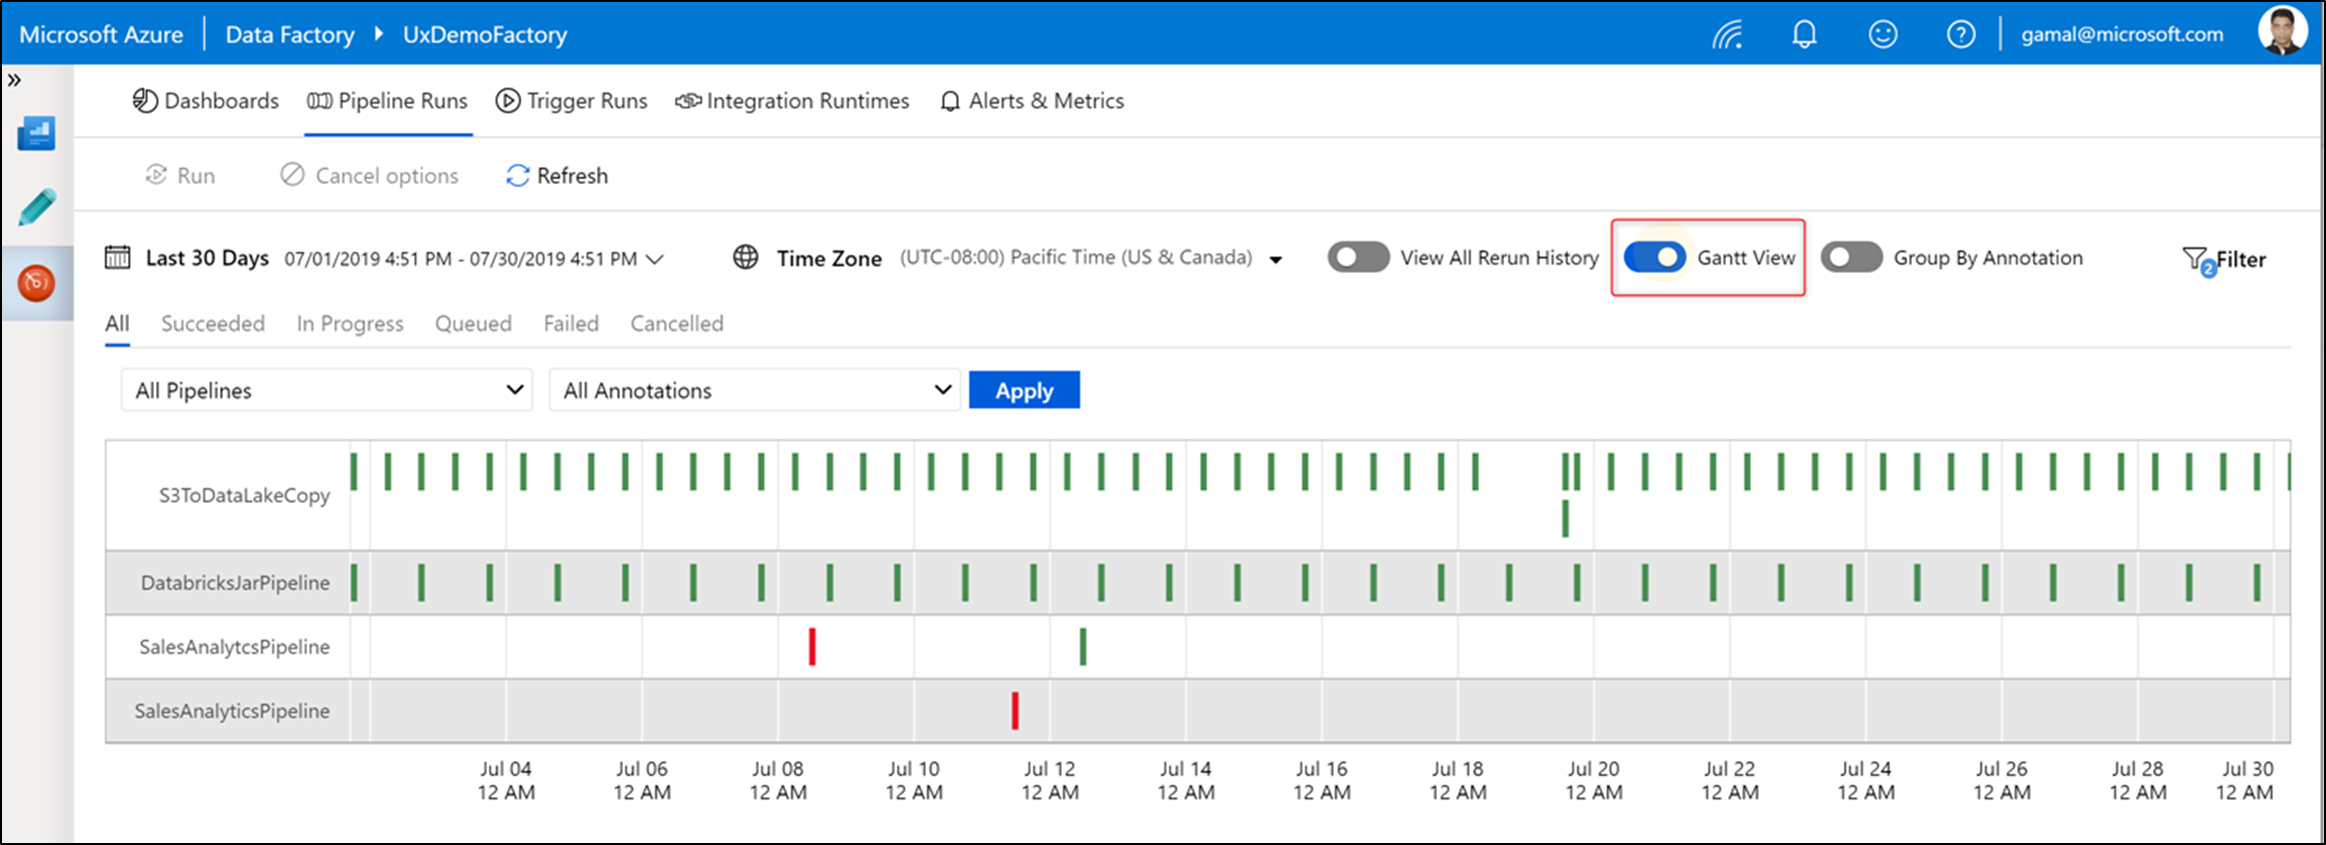 Microsoft Azure Data Factory UxDemoFactory gamal@microsoft.com
Dashboards Pipeline Runs Trigger Runs Integration Runtimes Alerts & Metrics
Run Cancel options Refresh
Last 30 Days 07/01/2019 4:51 PM - 07/30/2019 4:51 PM Time Zone (UTC-08:00) Pacific Time (US & Canada) View All Rerun History Gantt View Group By Annotation 2 Filter
All Succeeded In Progress Queued Failed Cancelled
All Pipelines All Annotations Apply
S3ToDataLakeCopy
DatabricksJarPipeline
SalesAnalytcsPipeline
SalesAnalyticsPipeline
Jul 04 Jul 06 Jul 08 Jul 10 Jul 12 Jul 14 Jul 16 Jul 18 Jul 20 Jul 22 Jul 24 Jul 26 Jul 28 Jul 30
12 AM 12 AM 12 AM 12 AM 12 AM 12 AM 12 AM 12 AM 12 AM 12 AM 12 AM 12 AM 12 AM 12 AM